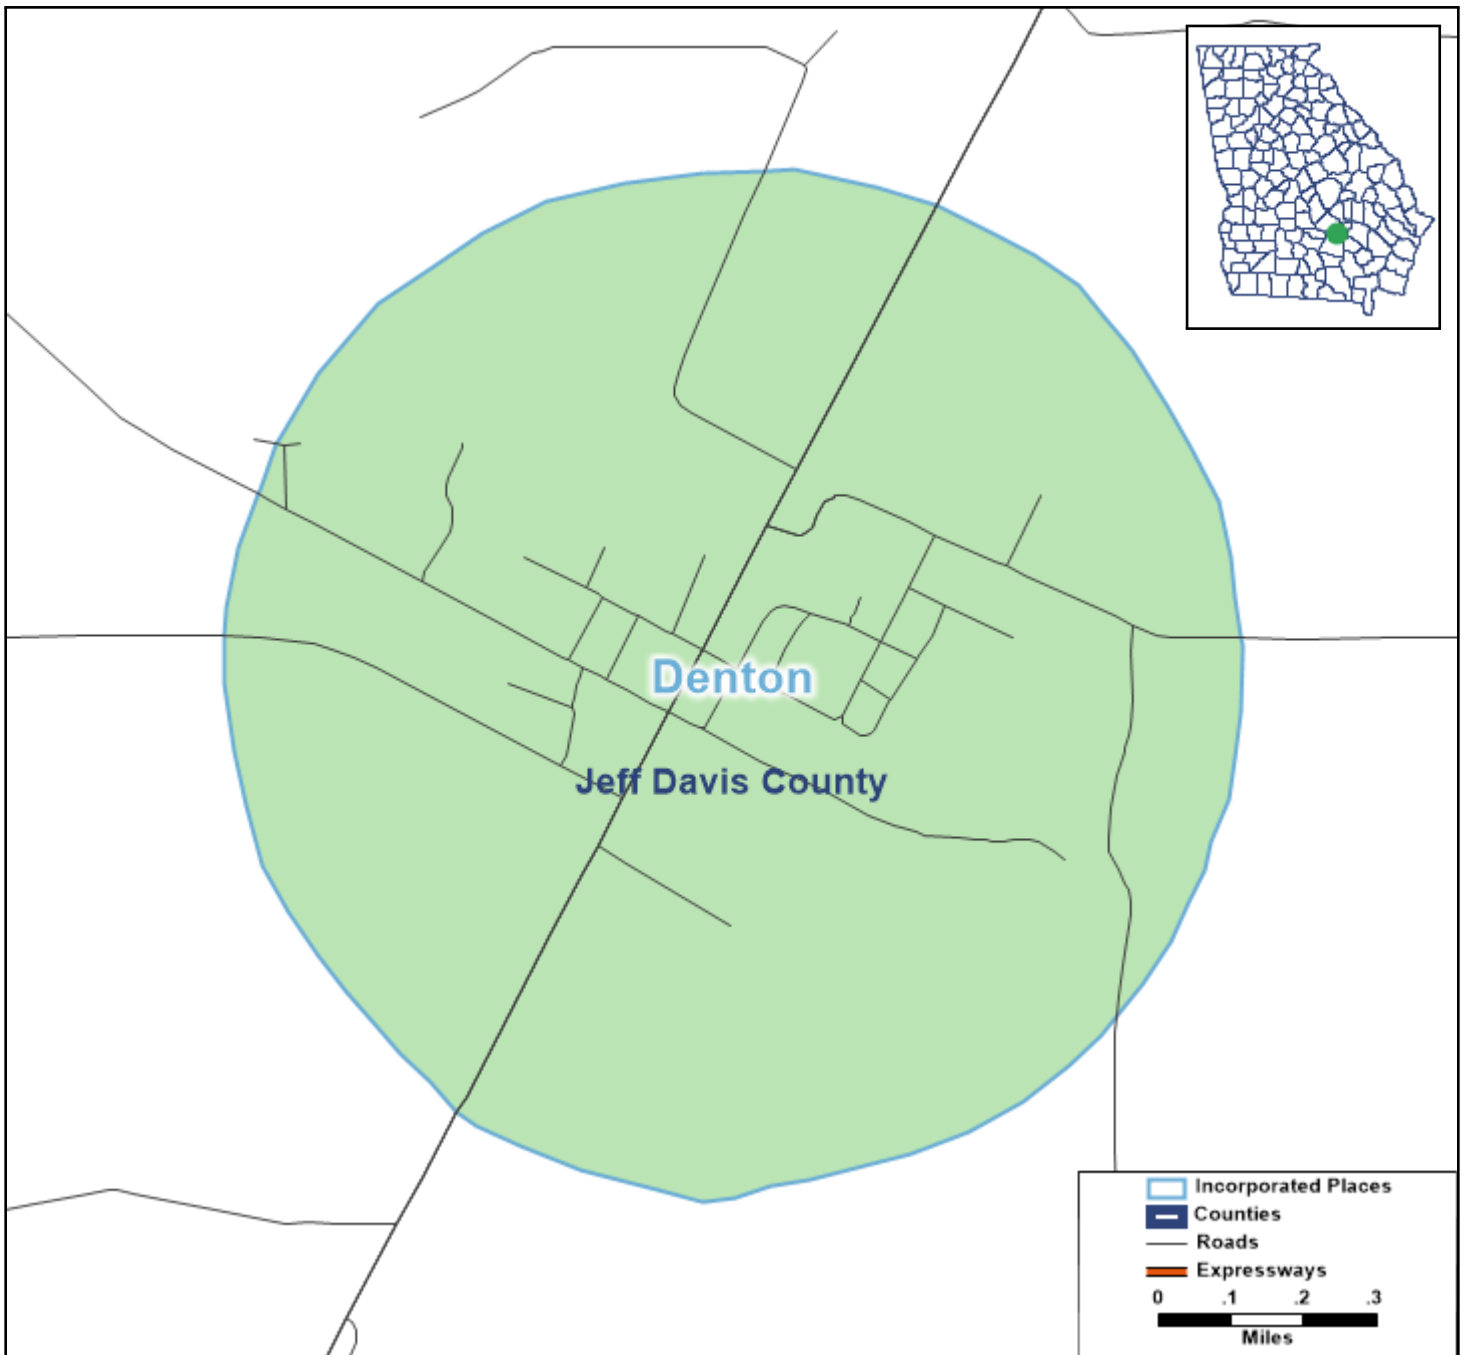 Denton
Jeff Davis County
Incorporated Places
Counties
Roads
Expressways
0 .1 .2 .3
Miles